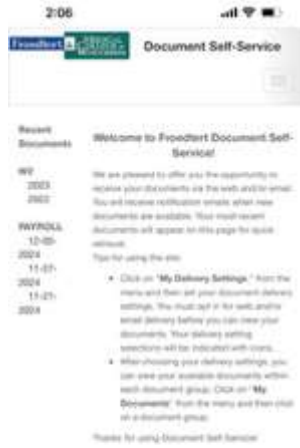 2:06
Froedtert & MEDICAL COLLEGE of WISCONSIN
Document Self-Service
Recent
Documents
W2
2023
2022
PAYROLL
12-05-
2024
11-07-
2024
11-21-
2024
Welcome to Froedtert Document Self-
Service!
We are pleased to offer you the opportunity to
receive your documents via the web and/or email.
You will receive notification emails when new
documents are available. Your most recent
documents will appear on this page for quick
retrieval.
Tips for using the site:
Click on "My Delivery Settings" from the
menu and then set your document delivery
settings. You must opt in for web and/or
email delivery before you can view your
documents. Your delivery setting
selections will be indicated with icons.
After choosing your delivery settings, you
can view your available documents within
each document group. Click on "My
Documents" from the menu and then click
on a document group.
Thanks for using Document Self Service!